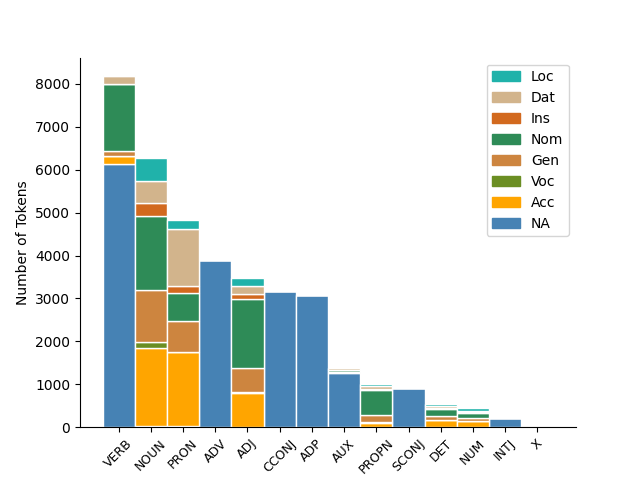 Number of Tokens
8000
7000
6000
5000
4000
3000
2000
1000
0
Loc
Dat
Ins
Nom
Gen
Voc
Acc
NA
VERB
NOUN
PRON
ADV
ADJ
CCONJ
ADP
AUX
PROPN
SCONJ
DET
NUM
INTJ
X